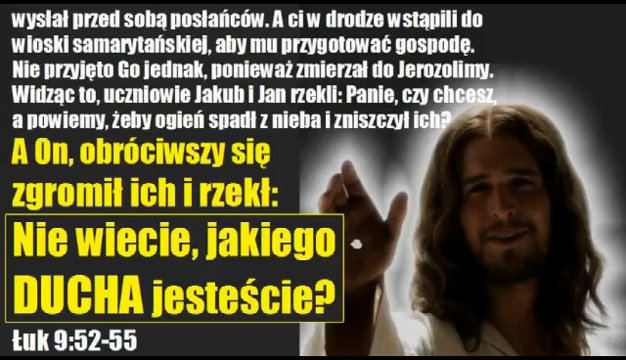 wysłał przed sobą posłańców. A ci w drodze wstąpili do
wioski samarytańskiej, aby mu przygotować gospodę.
Nie przyjęto Go jednak, ponieważ zmierzał do Jerozolimy.
Widząc to, uczniowie Jakub i Jan rzekli: Panie, czy chcesz,
a powiemy, żeby ogień spadł z nieba i zniszczył ich?
A On, obróciwszy się
zgromił ich i rzekł:
Nie wiecie, jakiego
DUCHA jesteście?
Łuk 9:52-55